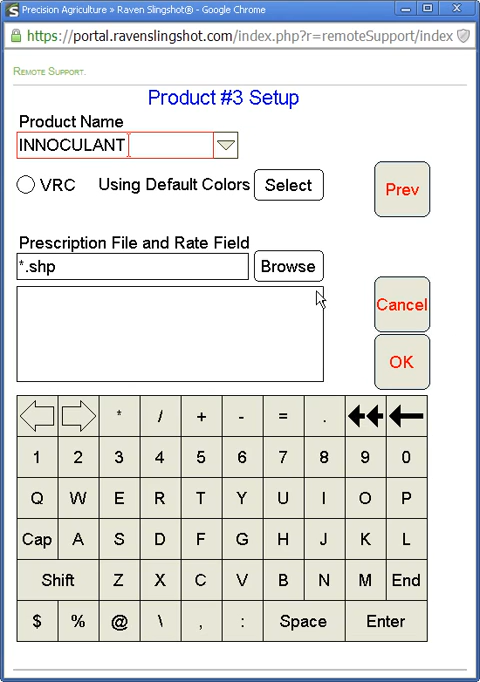 Precision Agriculture » Raven Slingshot® - Google Chrome
https://portal.ravenslingshot.com/index.php?r=remoteSupport/index
Remote Support.
Product #3 Setup
Product Name
INNOCULANT
VRC Using Default Colors Select
Prev
Prescription File and Rate Field
*.shp Browse
Cancel
OK
* / + - = .
1 2 3 4 5 6 7 8 9 0
Q W E R T Y U I O P
Cap A S D F G H J K L
Shift Z X C V B N M End
$ % @ \ , : Space Enter